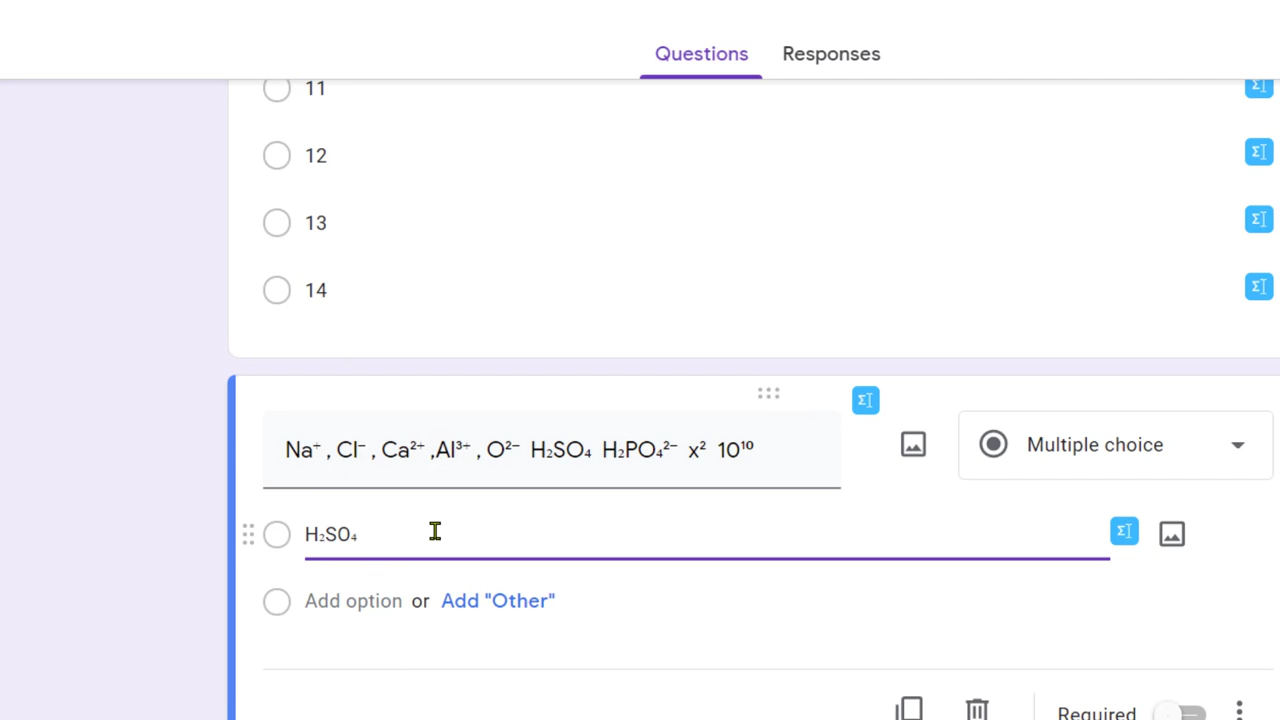 Questions Responses
11
12
13
14
Na⁺ , Cl⁻ , Ca²⁺ ,Al³⁺ , O²⁻ H₂SO₄ H₂PO₄²⁻ x² 10¹⁰
Multiple choice
H₂SO₄
Add option or Add "Other"
Required